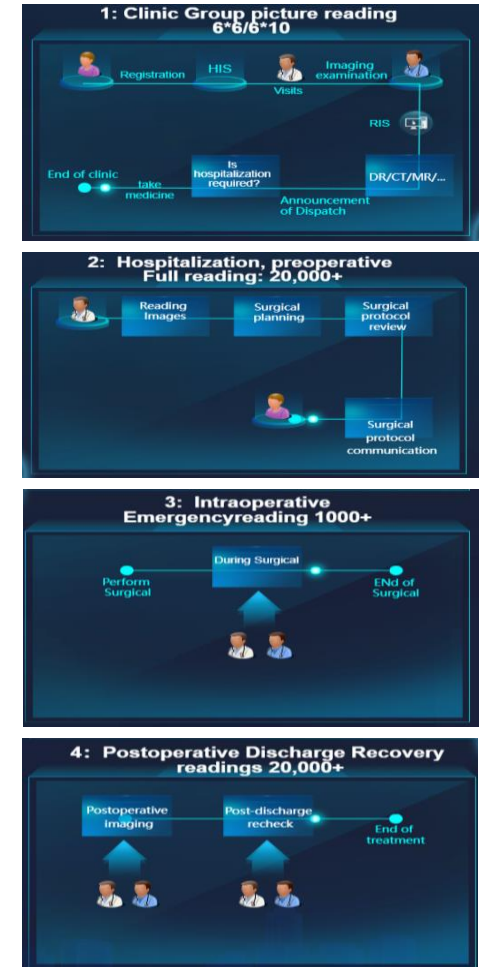 1: Clinic Group picture reading
6*6/6*10
Registration
HIS
Visits
Imaging
examination
RIS
DR/CT/MR/...
Announcement
of Dispatch
Is
hospitalization
required?
take
medicine
End of clinic
2: Hospitalization, preoperative
Full reading: 20,000+
Reading
Images
Surgical
planning
Surgical
protocol
review
Surgical
protocol
communication
3: Intraoperative
Emergencyreading 1000+
Perform
Surgical
During Surgical
ENd of
Surgical
4: Postoperative Discharge Recovery
readings 20,000+
Postoperative
imaging
Post-discharge
recheck
End of
treatment